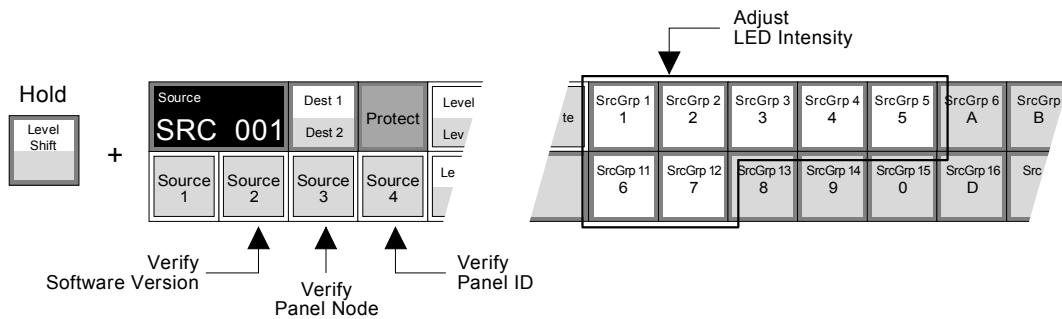 Adjust
LED Intensity
Hold
Level
Shift
+
Source
SRC 001
Dest 1
Dest 2
Protect
Level
Lev
te
SrcGrp 1
1
SrcGrp 2
2
SrcGrp 3
3
SrcGrp 4
4
SrcGrp 5
5
SrcGrp 6
A
SrcGrp
B
Source
1
Source
2
Source
3
Source
4
Le
SrcGrp 11
6
SrcGrp 12
7
SrcGrp 13
8
SrcGrp 14
9
SrcGrp 15
0
SrcGrp 16
D
Src
Verify
Software Version
Verify
Panel Node
Verify
Panel ID